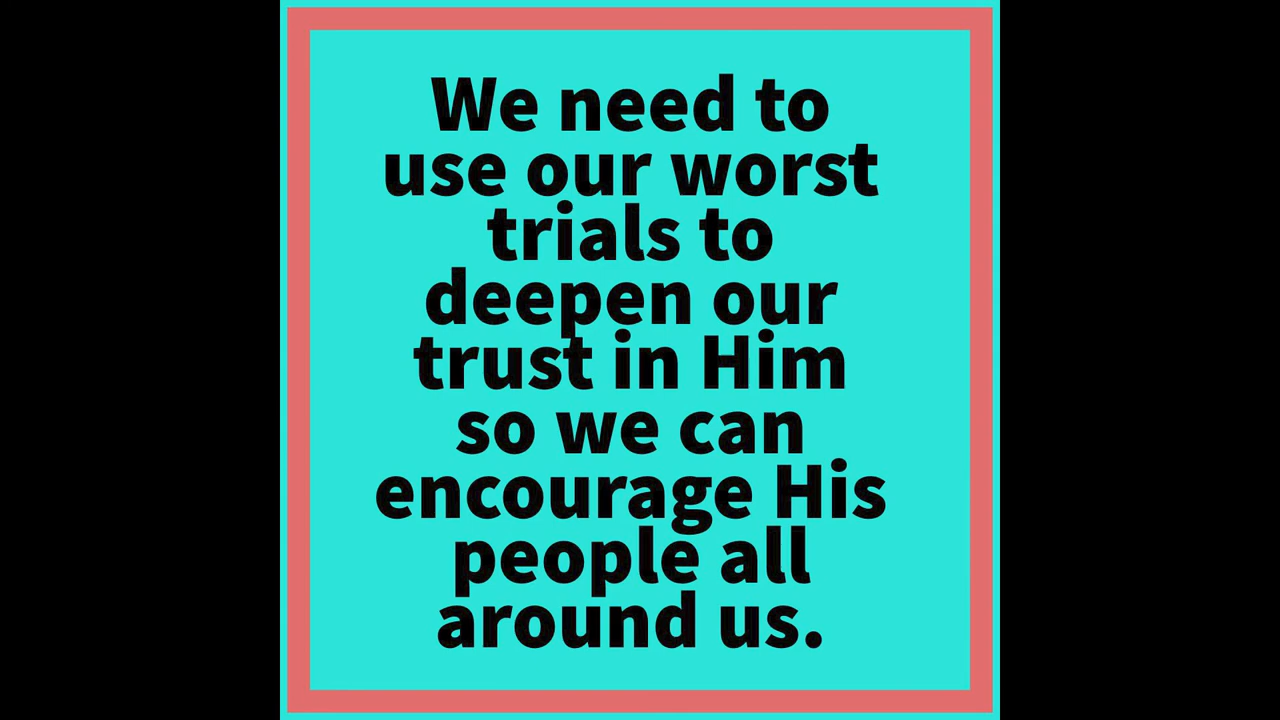 We need to
use our worst
trials to
deepen our
trust in Him
so we can
encourage His
people all
around us.